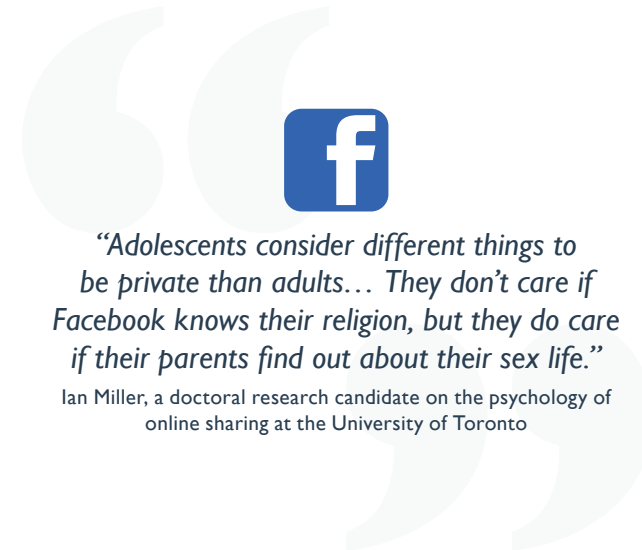 “Adolescents consider different things to
be private than adults… They don’t care if
Facebook knows their religion, but they do care
if their parents find out about their sex life.”
Ian Miller, a doctoral research candidate on the psychology of
online sharing at the University of Toronto